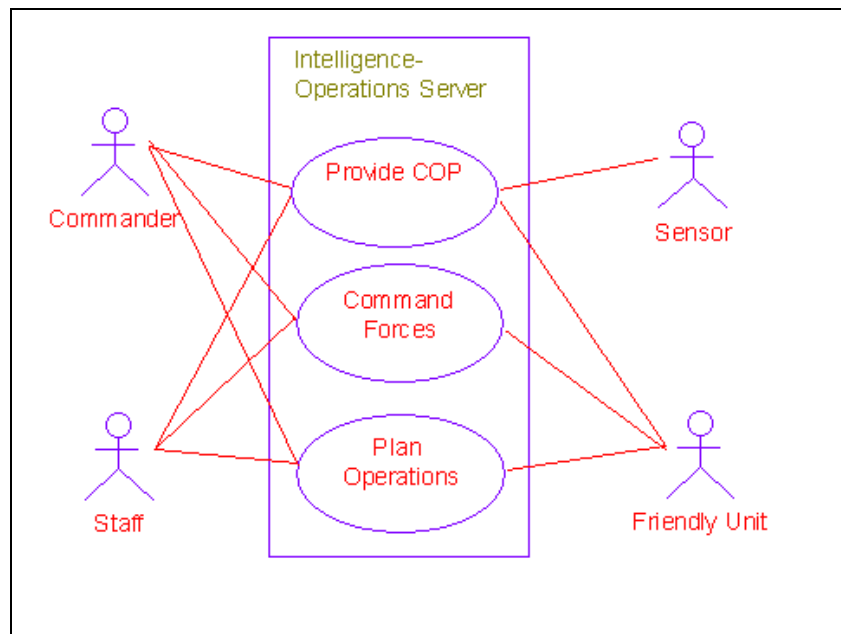 Intelligence-
Operations Server
Provide COP
Commander
Sensor
Command
Forces
Plan
Operations
Staff
Friendly Unit